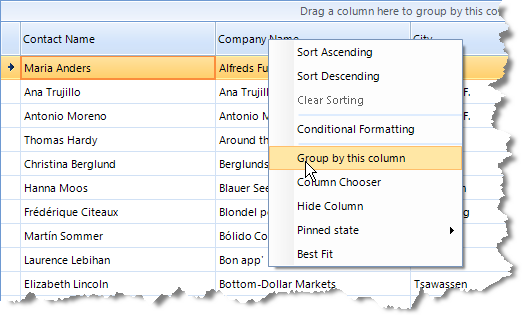 Drag a column here to group by this co
Contact Name Company Name City
Maria Anders Alfreds Fu
Ana Trujillo Ana Trujillo F.
Antonio Moreno Antonio Mo F.
Thomas Hardy Around th
Christina Berglund Berglunds
Hanna Moos Blauer See
Frédérique Citeaux Blondel p
Martín Sommer Bólido Co
Laurence Lebihan Bon app'
Elizabeth Lincoln Bottom-Dollar Markets Tsawassen
Sort Ascending
Sort Descending
Clear Sorting
Conditional Formatting
Group by this column
Column Chooser
Hide Column
Pinned state
Best Fit